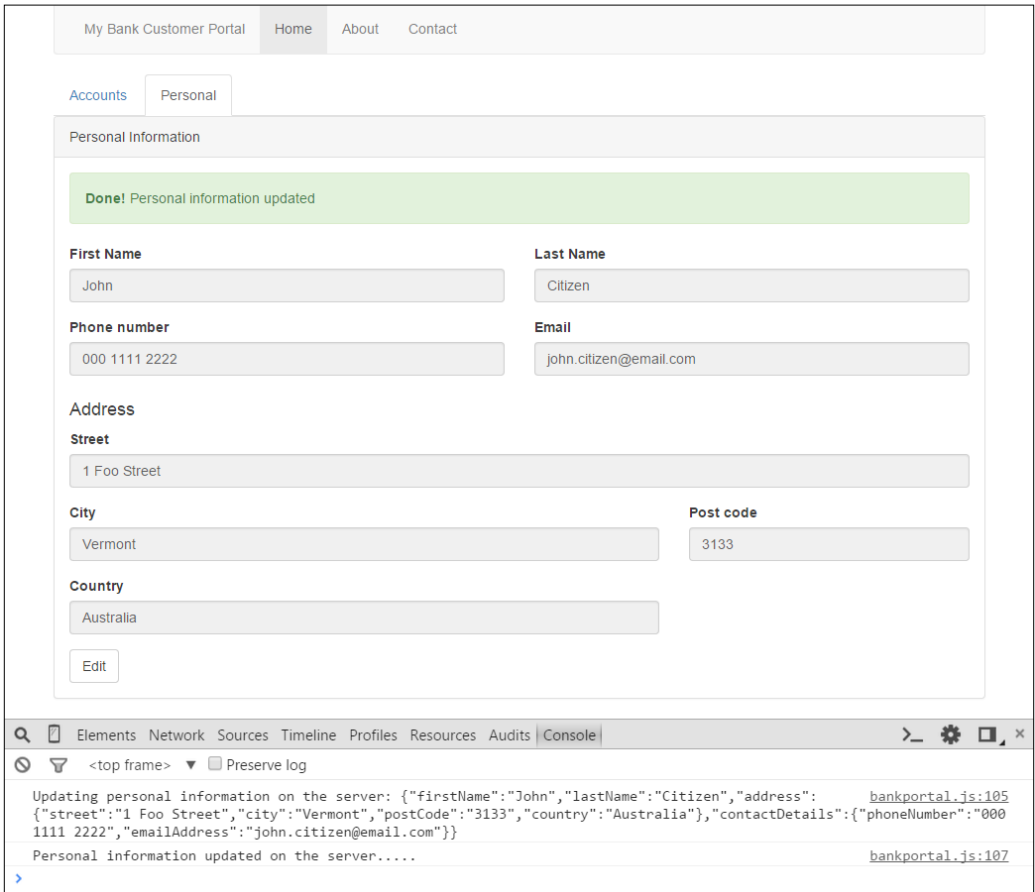 My Bank Customer Portal Home About Contact
Accounts Personal
Personal Information
Done! Personal information updated
First Name Last Name
John Citizen
Phone number Email
000 1111 2222 john.citizen@email.com
Address
Street
1 Foo Street
City Post code
Vermont 3133
Country
Australia
Edit
Elements Network Sources Timeline Profiles Resources Audits Console
<top frame> ▼ Preserve log
Updating personal information on the server: {"firstName":"John","lastName":"Citizen","address": bankportal.js:105
{"street":"1 Foo Street","city":"Vermont","postCode":"3133","country":"Australia"},"contactDetails":{"phoneNumber":"000
1111 2222","emailAddress":"john.citizen@email.com"}}
Personal information updated on the server..... bankportal.js:107
>